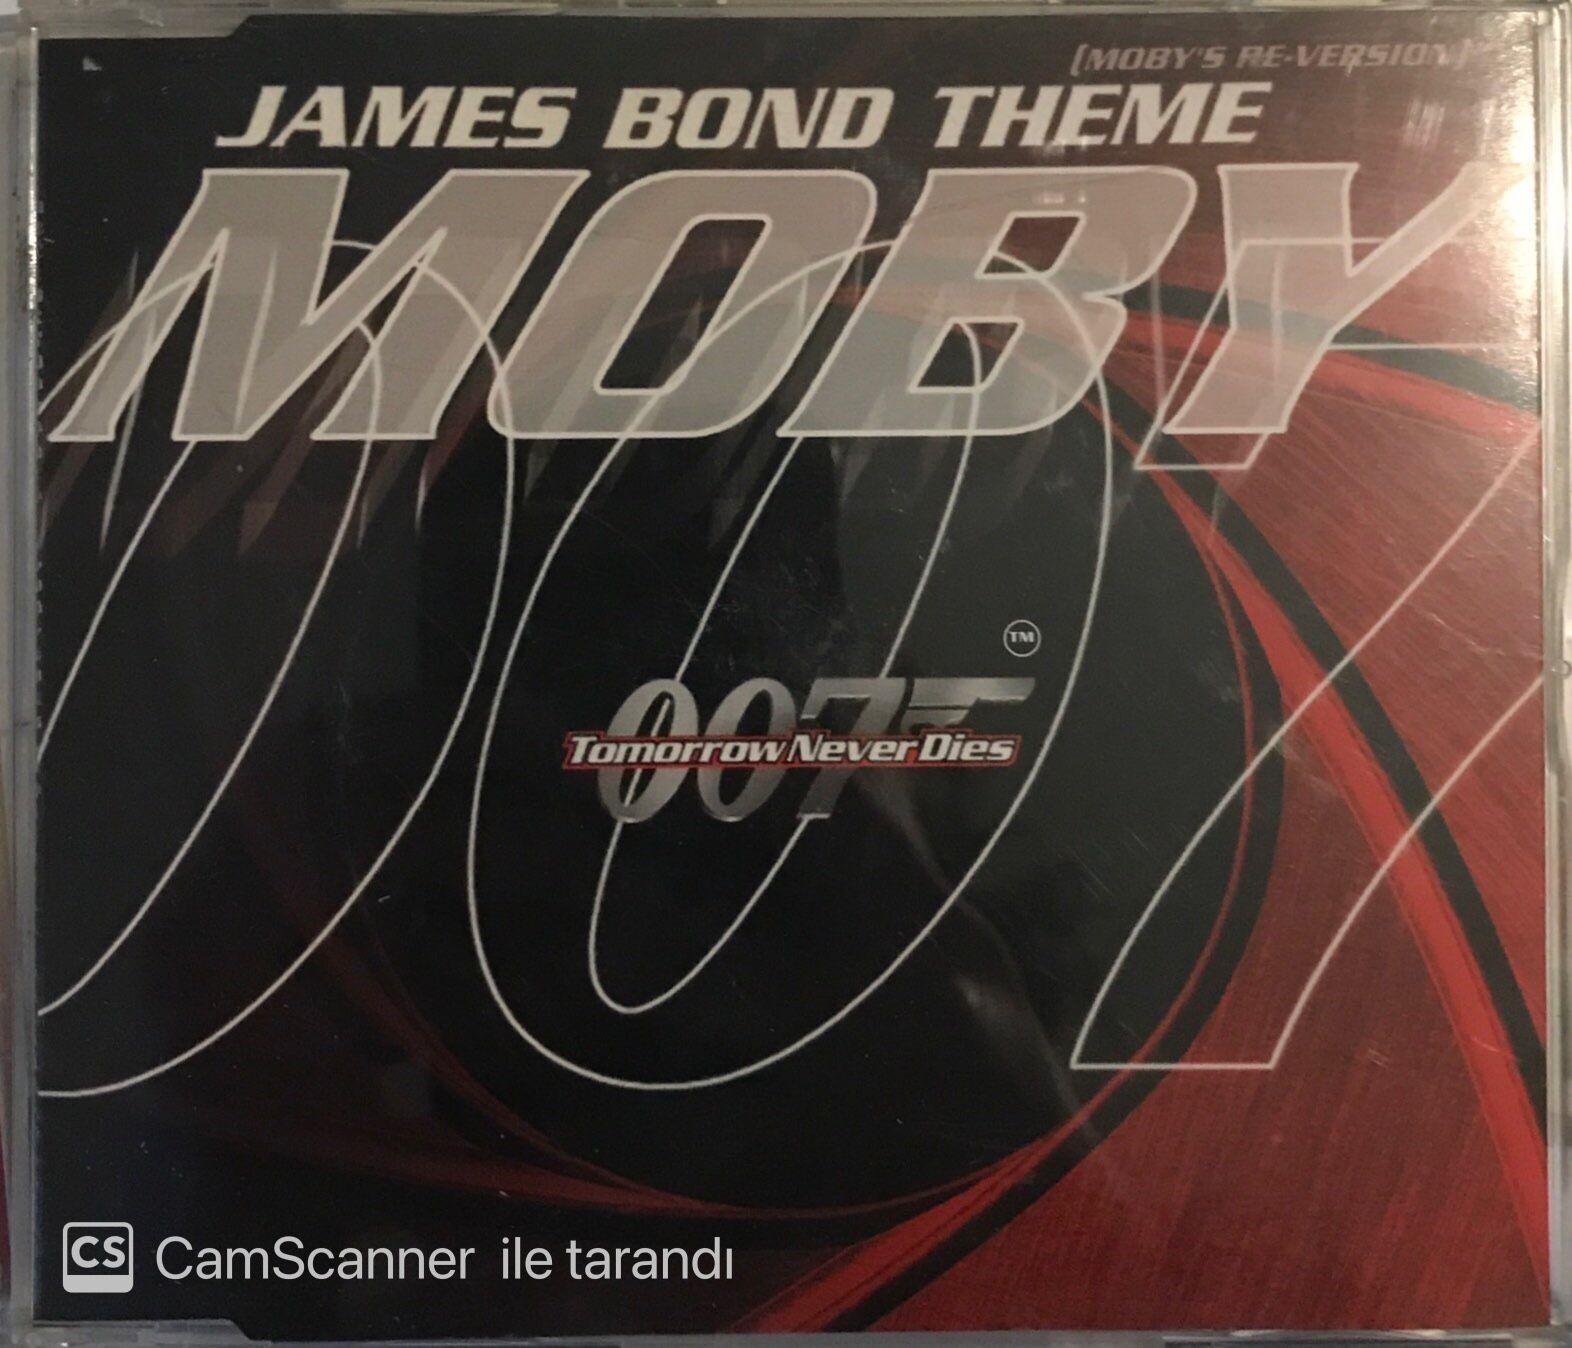 [MOBY'S RE-VERSION]
JAMES BOND THEME
MOBY
007
TM
007
Tomorrow Never Dies
CS CamScanner ile tarandı